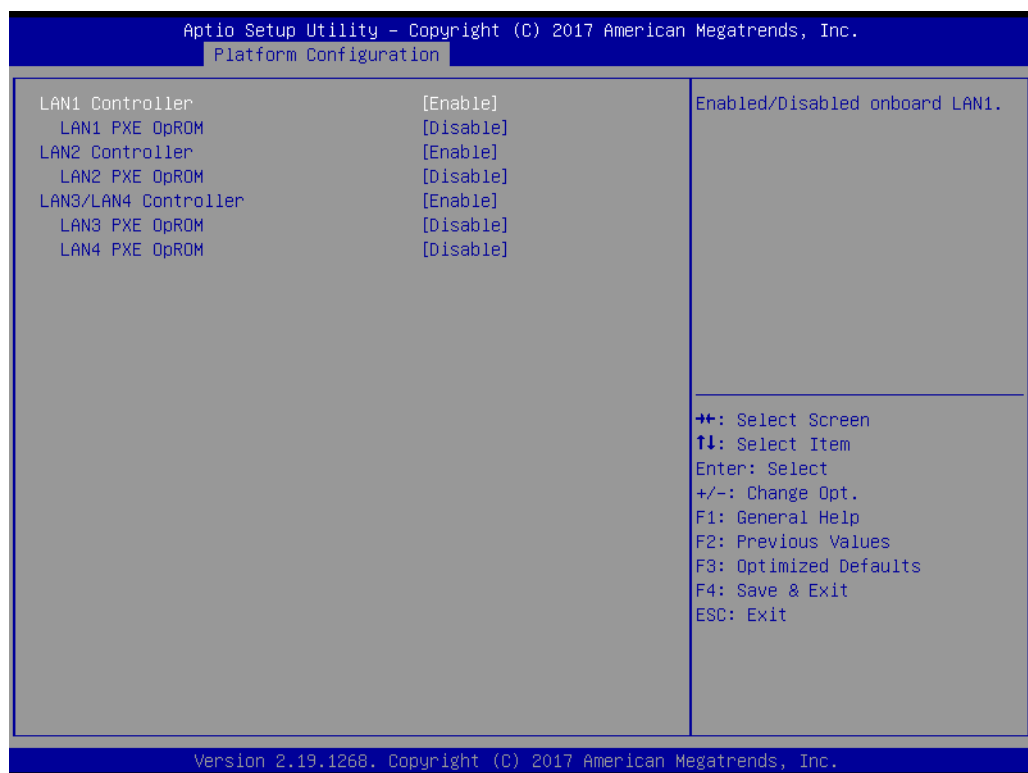 Aptio Setup Utility – Copyright (C) 2017 American Megatrends, Inc.
Platform Configuration
LAN1 Controller [Enable]
LAN1 PXE OpROM [Disable]
LAN2 Controller [Enable]
LAN2 PXE OpROM [Disable]
LAN3/LAN4 Controller [Enable]
LAN3 PXE OpROM [Disable]
LAN4 PXE OpROM [Disable]
Enabled/Disabled onboard LAN1.
→←: Select Screen
↑↓: Select Item
Enter: Select
+/-: Change Opt.
F1: General Help
F2: Previous Values
F3: Optimized Defaults
F4: Save & Exit
ESC: Exit
Version 2.19.1268. Copyright (C) 2017 American Megatrends, Inc.